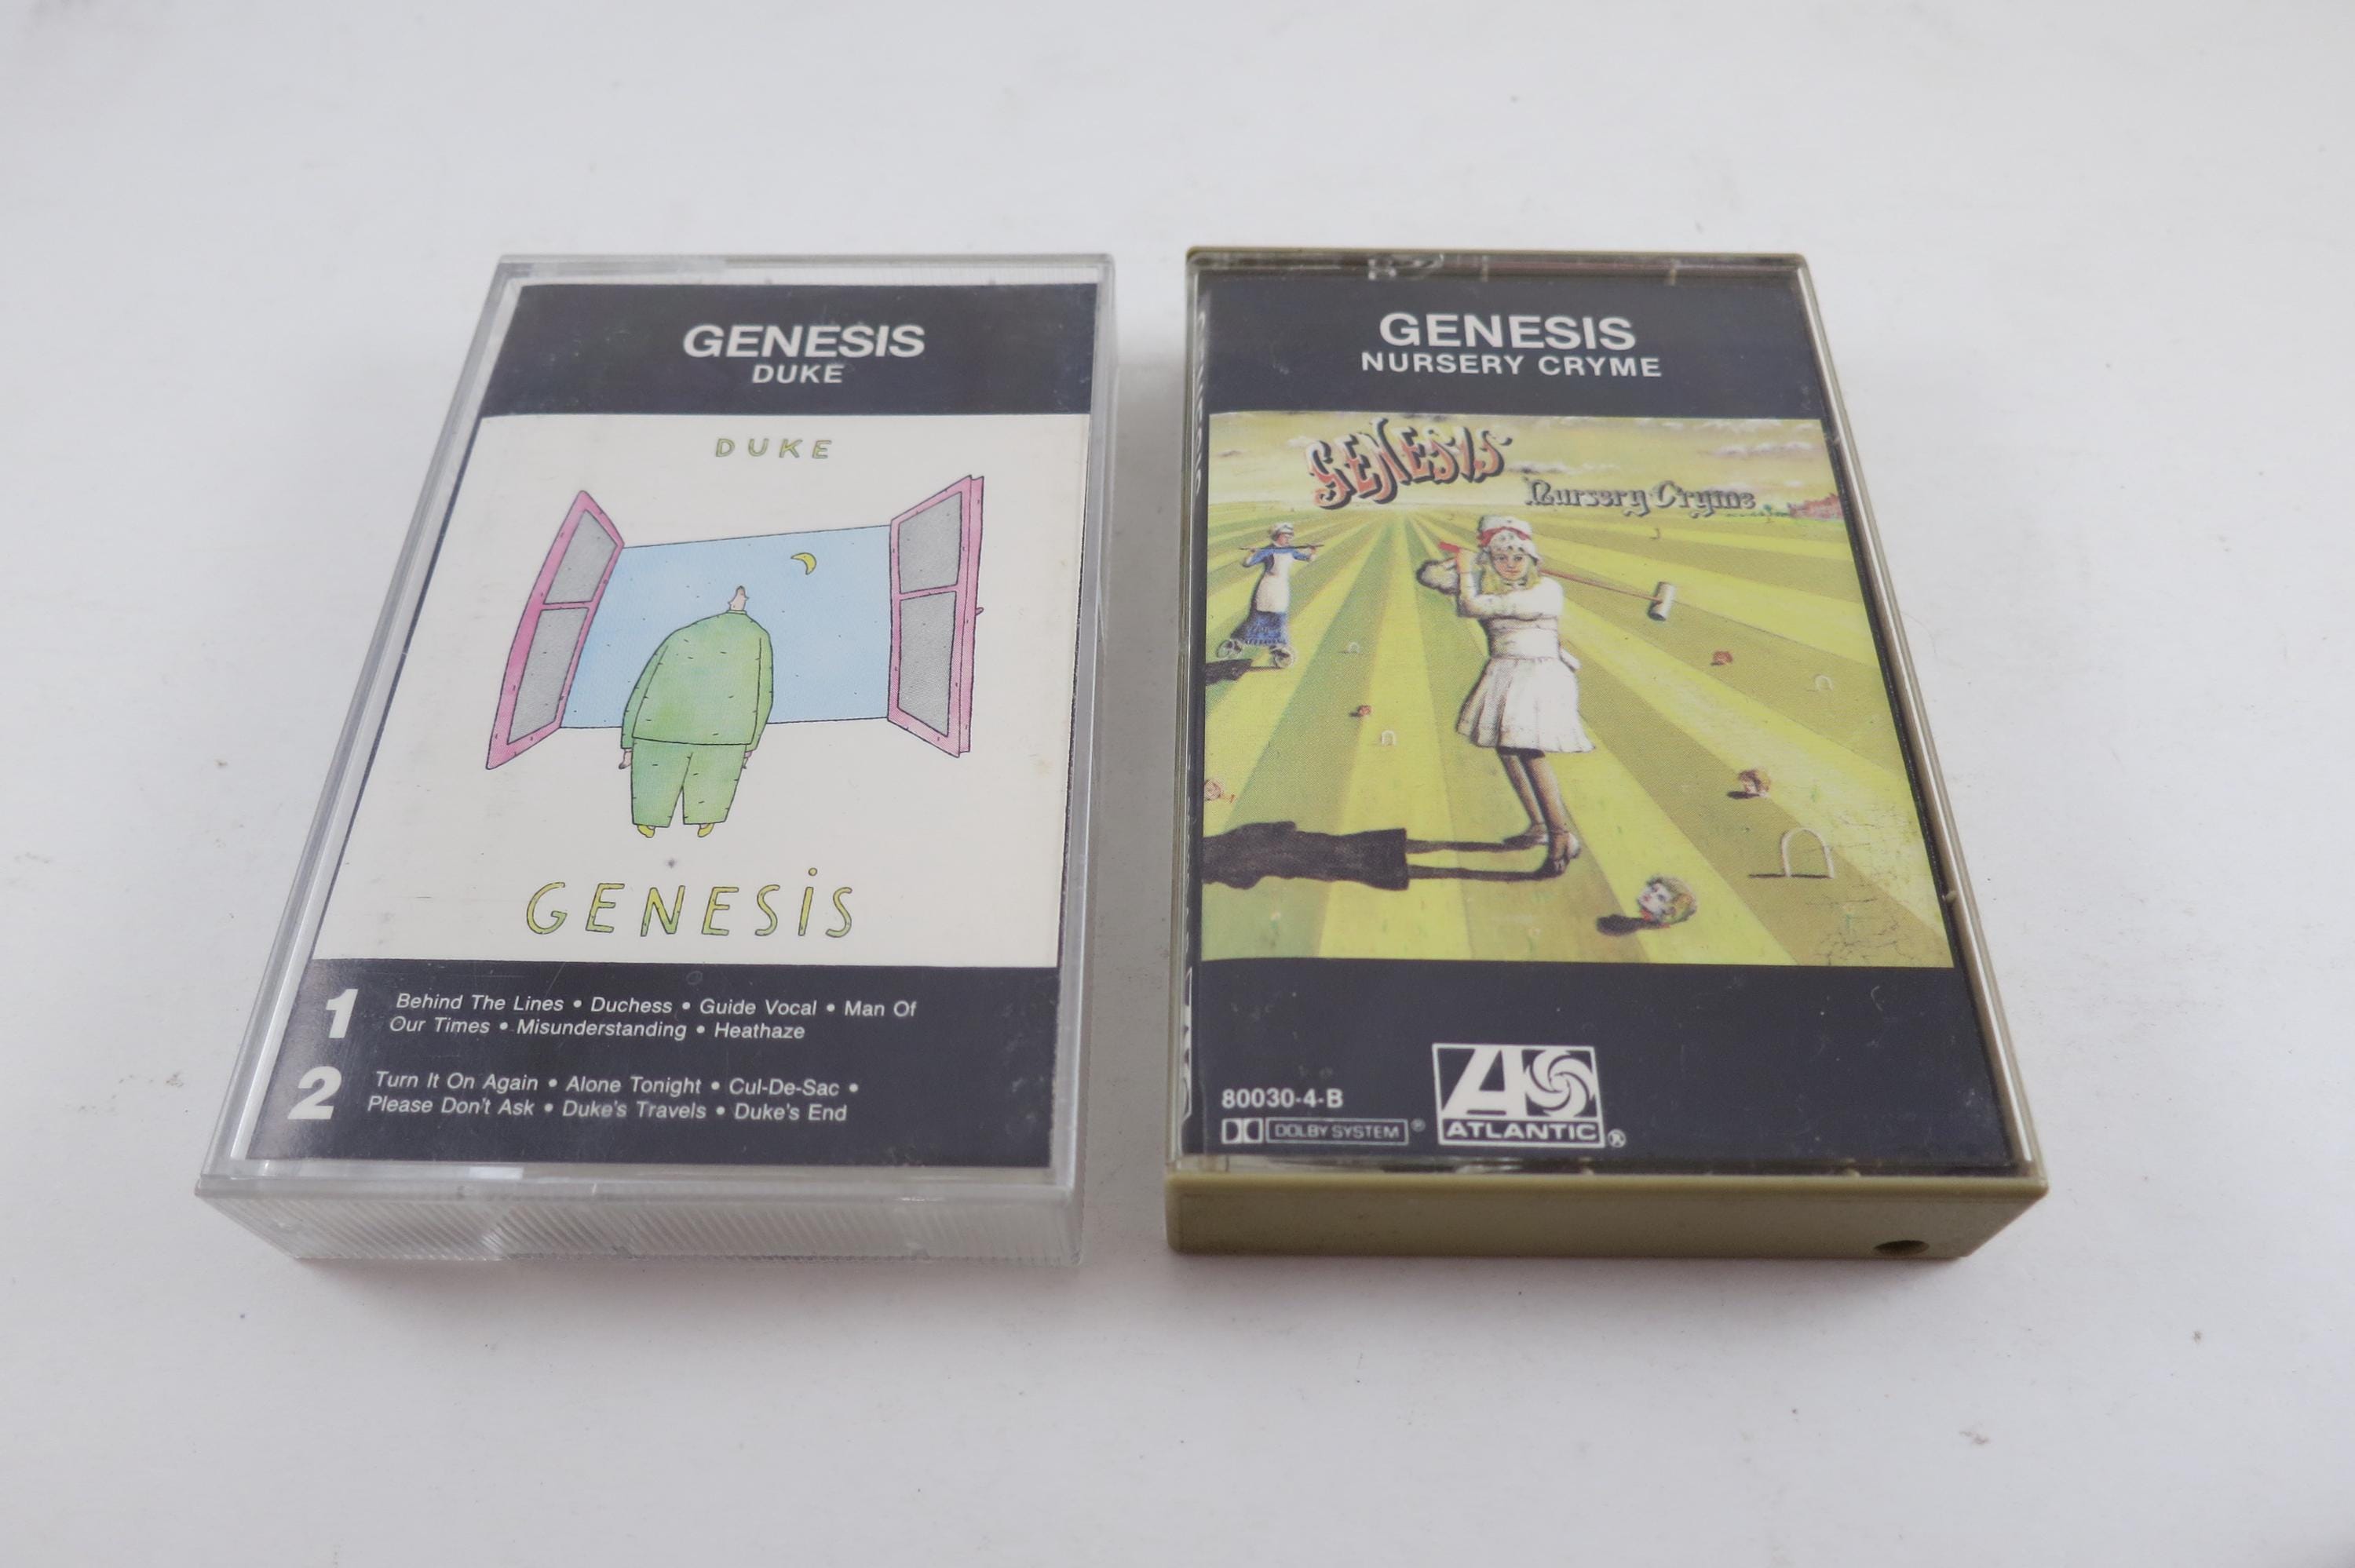 GENESIS
DUKE
DUKE
GENESIS
1
Behind The Lines • Duchess • Guide Vocal • Man Of
Our Times • Misunderstanding • Heathaze
2
Turn It On Again • Alone Tonight • Cul-De-Sac •
Please Don't Ask • Duke's Travels • Duke's End
GENESIS
NURSERY CRYME
GENESIS
Nursery Cryme
80030-4-B
DOLBY SYSTEM®
ATLANTIC®